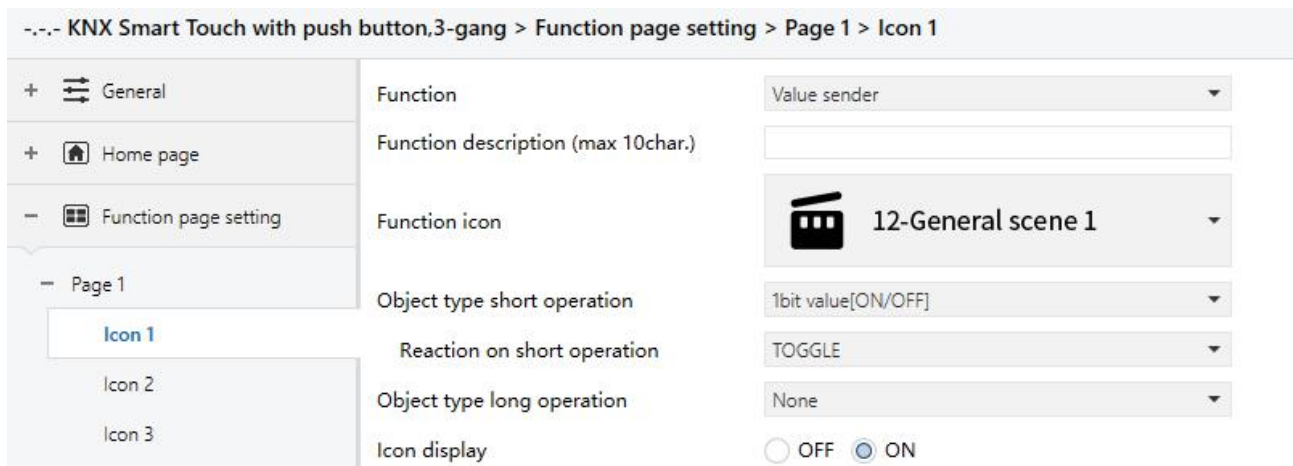 -.-.- KNX Smart Touch with push button,3-gang > Function page setting > Page 1 > Icon 1
+ General
+ Home page
− Function page setting
− Page 1
Icon 1
Icon 2
Icon 3
Function Value sender
Function description (max 10char.)
Function icon 12-General scene 1
Object type short operation 1bit value[ON/OFF]
Reaction on short operation TOGGLE
Object type long operation None
Icon display OFF ON